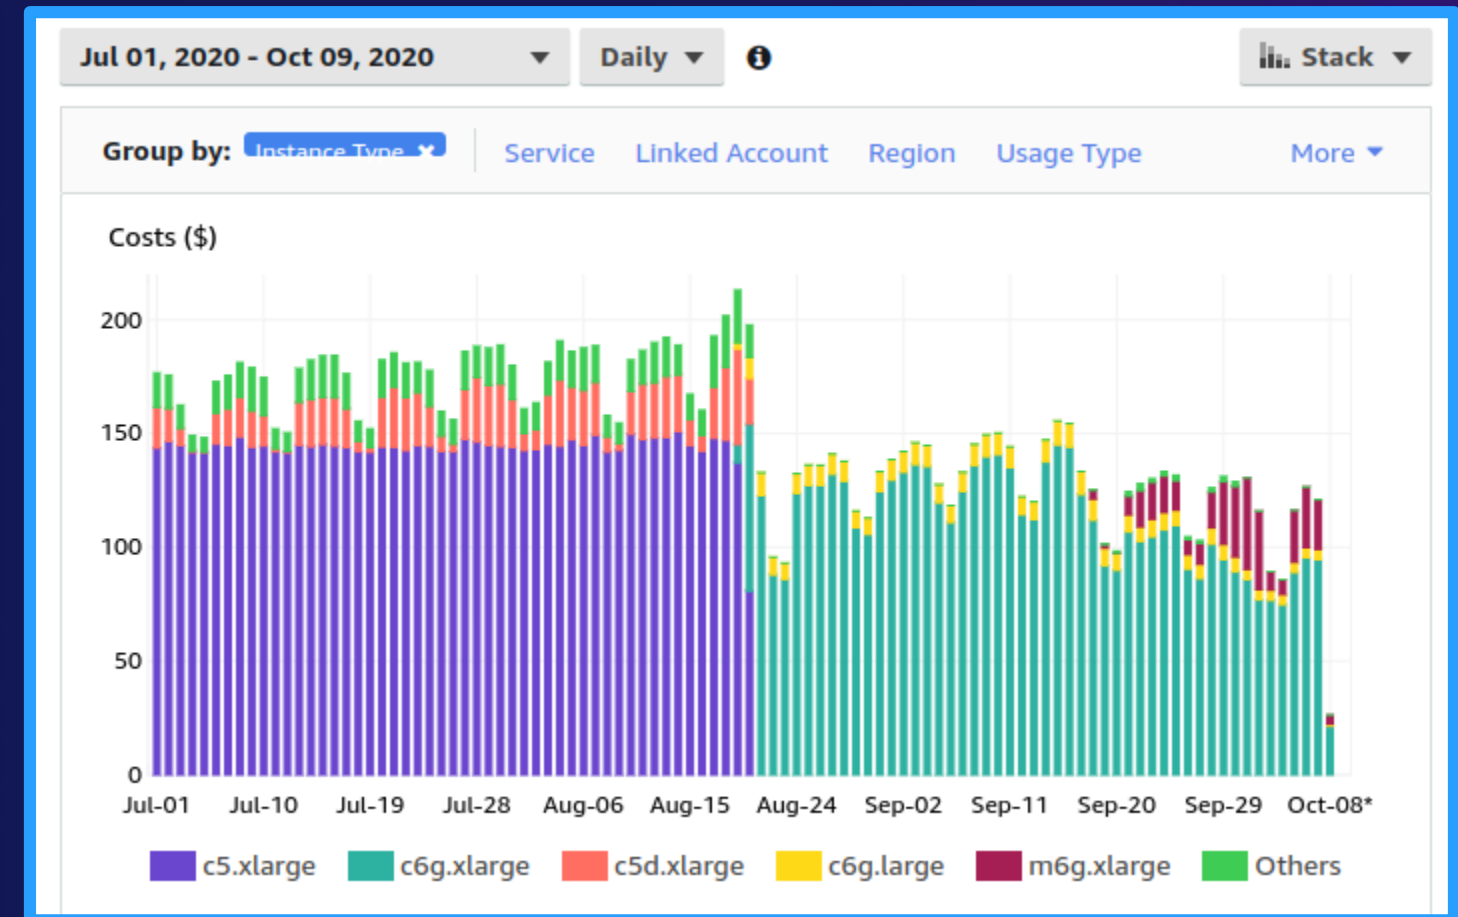 Jul 01, 2020 - Oct 09, 2020 Daily Stack
Group by: Instance Type Service Linked Account Region Usage Type More
Costs ($)
200
150
100
50
0
Jul-01 Jul-10 Jul-19 Jul-28 Aug-06 Aug-15 Aug-24 Sep-02 Sep-11 Sep-20 Sep-29 Oct-08*
c5.xlarge c6g.xlarge c5d.xlarge c6g.large m6g.xlarge Others